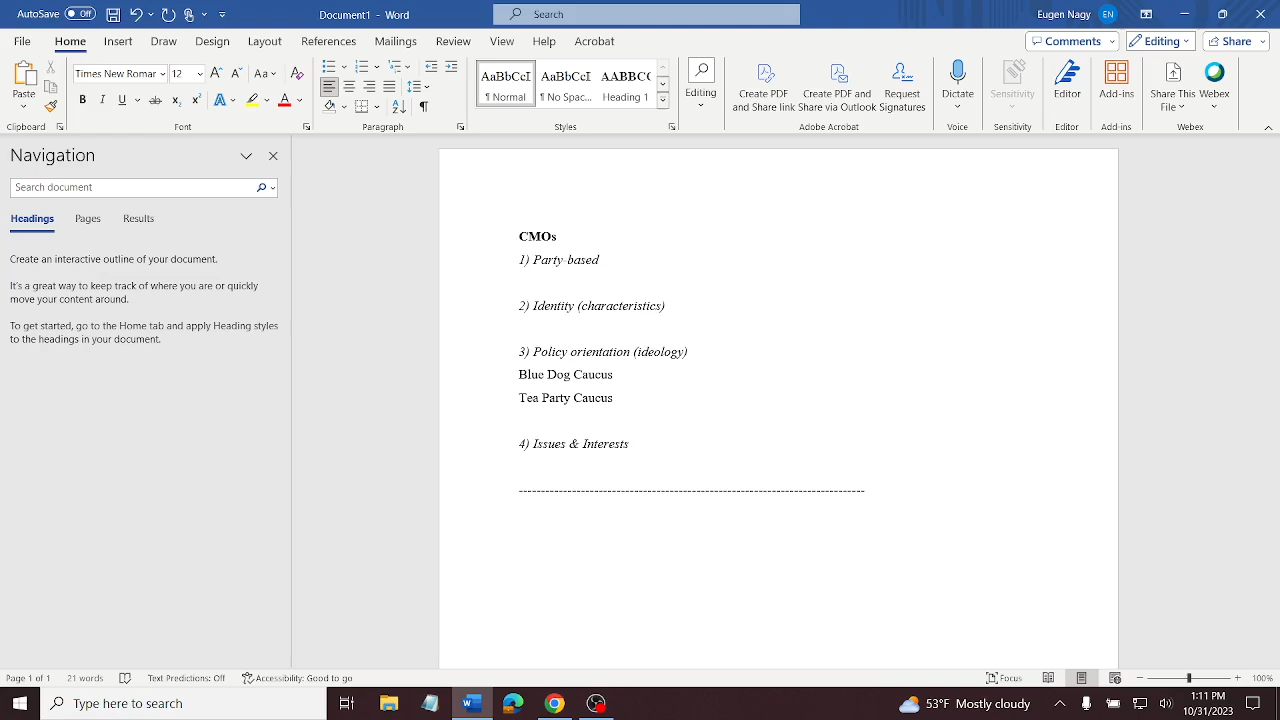 AutoSave Off Document1 - Word Search Eugen Nagy EN
File Home Insert Draw Design Layout References Mailings Review View Help Acrobat Comments Editing Share
Paste Times New Roman 12 A A Aa A
B I U ab x₂ x² A A
AaBbCcI AaBbCcI AABBC
¶ Normal ¶ No Spac... Heading 1
Editing
Create PDF and Share link
Create PDF and Share via Outlook
Request Signatures
Dictate
Sensitivity
Editor
Add-ins
Share This File
Webex
Clipboard Font Paragraph Styles Adobe Acrobat Voice Sensitivity Editor Add-ins Webex
Navigation
Search document
Headings Pages Results
Create an interactive outline of your document.
It's a great way to keep track of where you are or quickly
move your content around.
To get started, go to the Home tab and apply Heading styles
to the headings in your document.
CMOs
1) Party-based
2) Identity (characteristics)
3) Policy orientation (ideology)
Blue Dog Caucus
Tea Party Caucus
4) Issues & Interests
-------------------------------------------------------------------------------
Page 1 of 1 21 words Text Predictions: Off Accessibility: Good to go Focus 100%
Type here to search 53°F Mostly cloudy 1:11 PM
10/31/2023